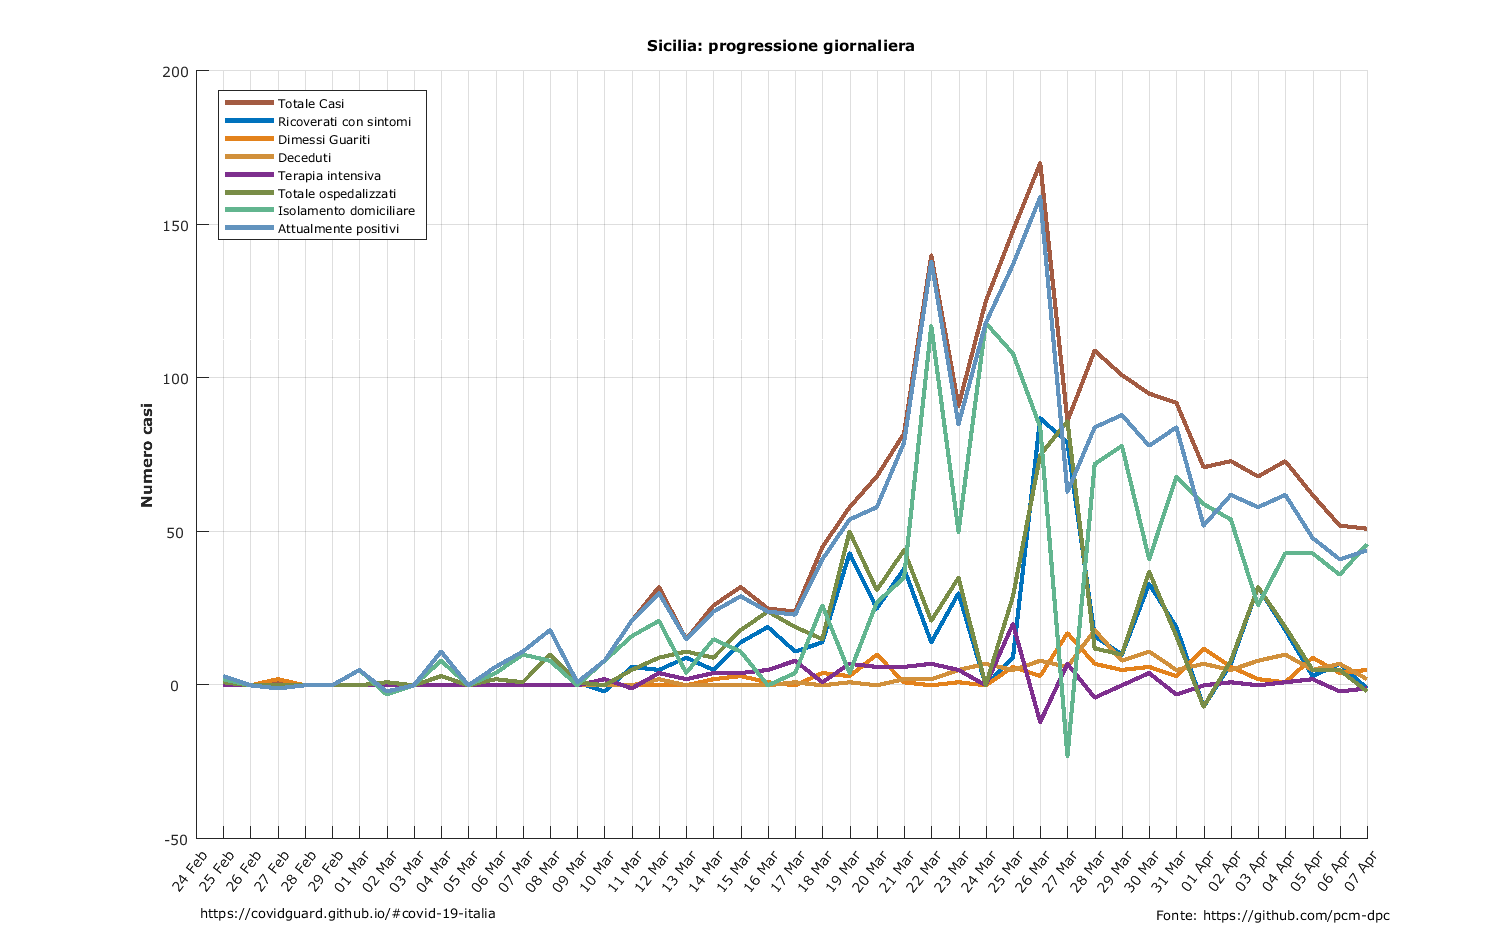 Sicilia: progressione giornaliera
200
150
100
50
0
-50
Numero casi
Totale Casi
Ricoverati con sintomi
Dimessi Guariti
Deceduti
Terapia intensiva
Totale ospedalizzati
Isolamento domiciliare
Attualmente positivi
24 Feb
25 Feb
26 Feb
27 Feb
28 Feb
29 Feb
01 Mar
02 Mar
03 Mar
04 Mar
05 Mar
06 Mar
07 Mar
08 Mar
09 Mar
10 Mar
11 Mar
12 Mar
13 Mar
14 Mar
15 Mar
16 Mar
17 Mar
18 Mar
19 Mar
20 Mar
21 Mar
22 Mar
23 Mar
24 Mar
25 Mar
26 Mar
27 Mar
28 Mar
29 Mar
30 Mar
31 Mar
01 Apr
02 Apr
03 Apr
04 Apr
05 Apr
06 Apr
07 Apr
https://covidguard.github.io/#covid-19-italia
Fonte: https://github.com/pcm-dpc